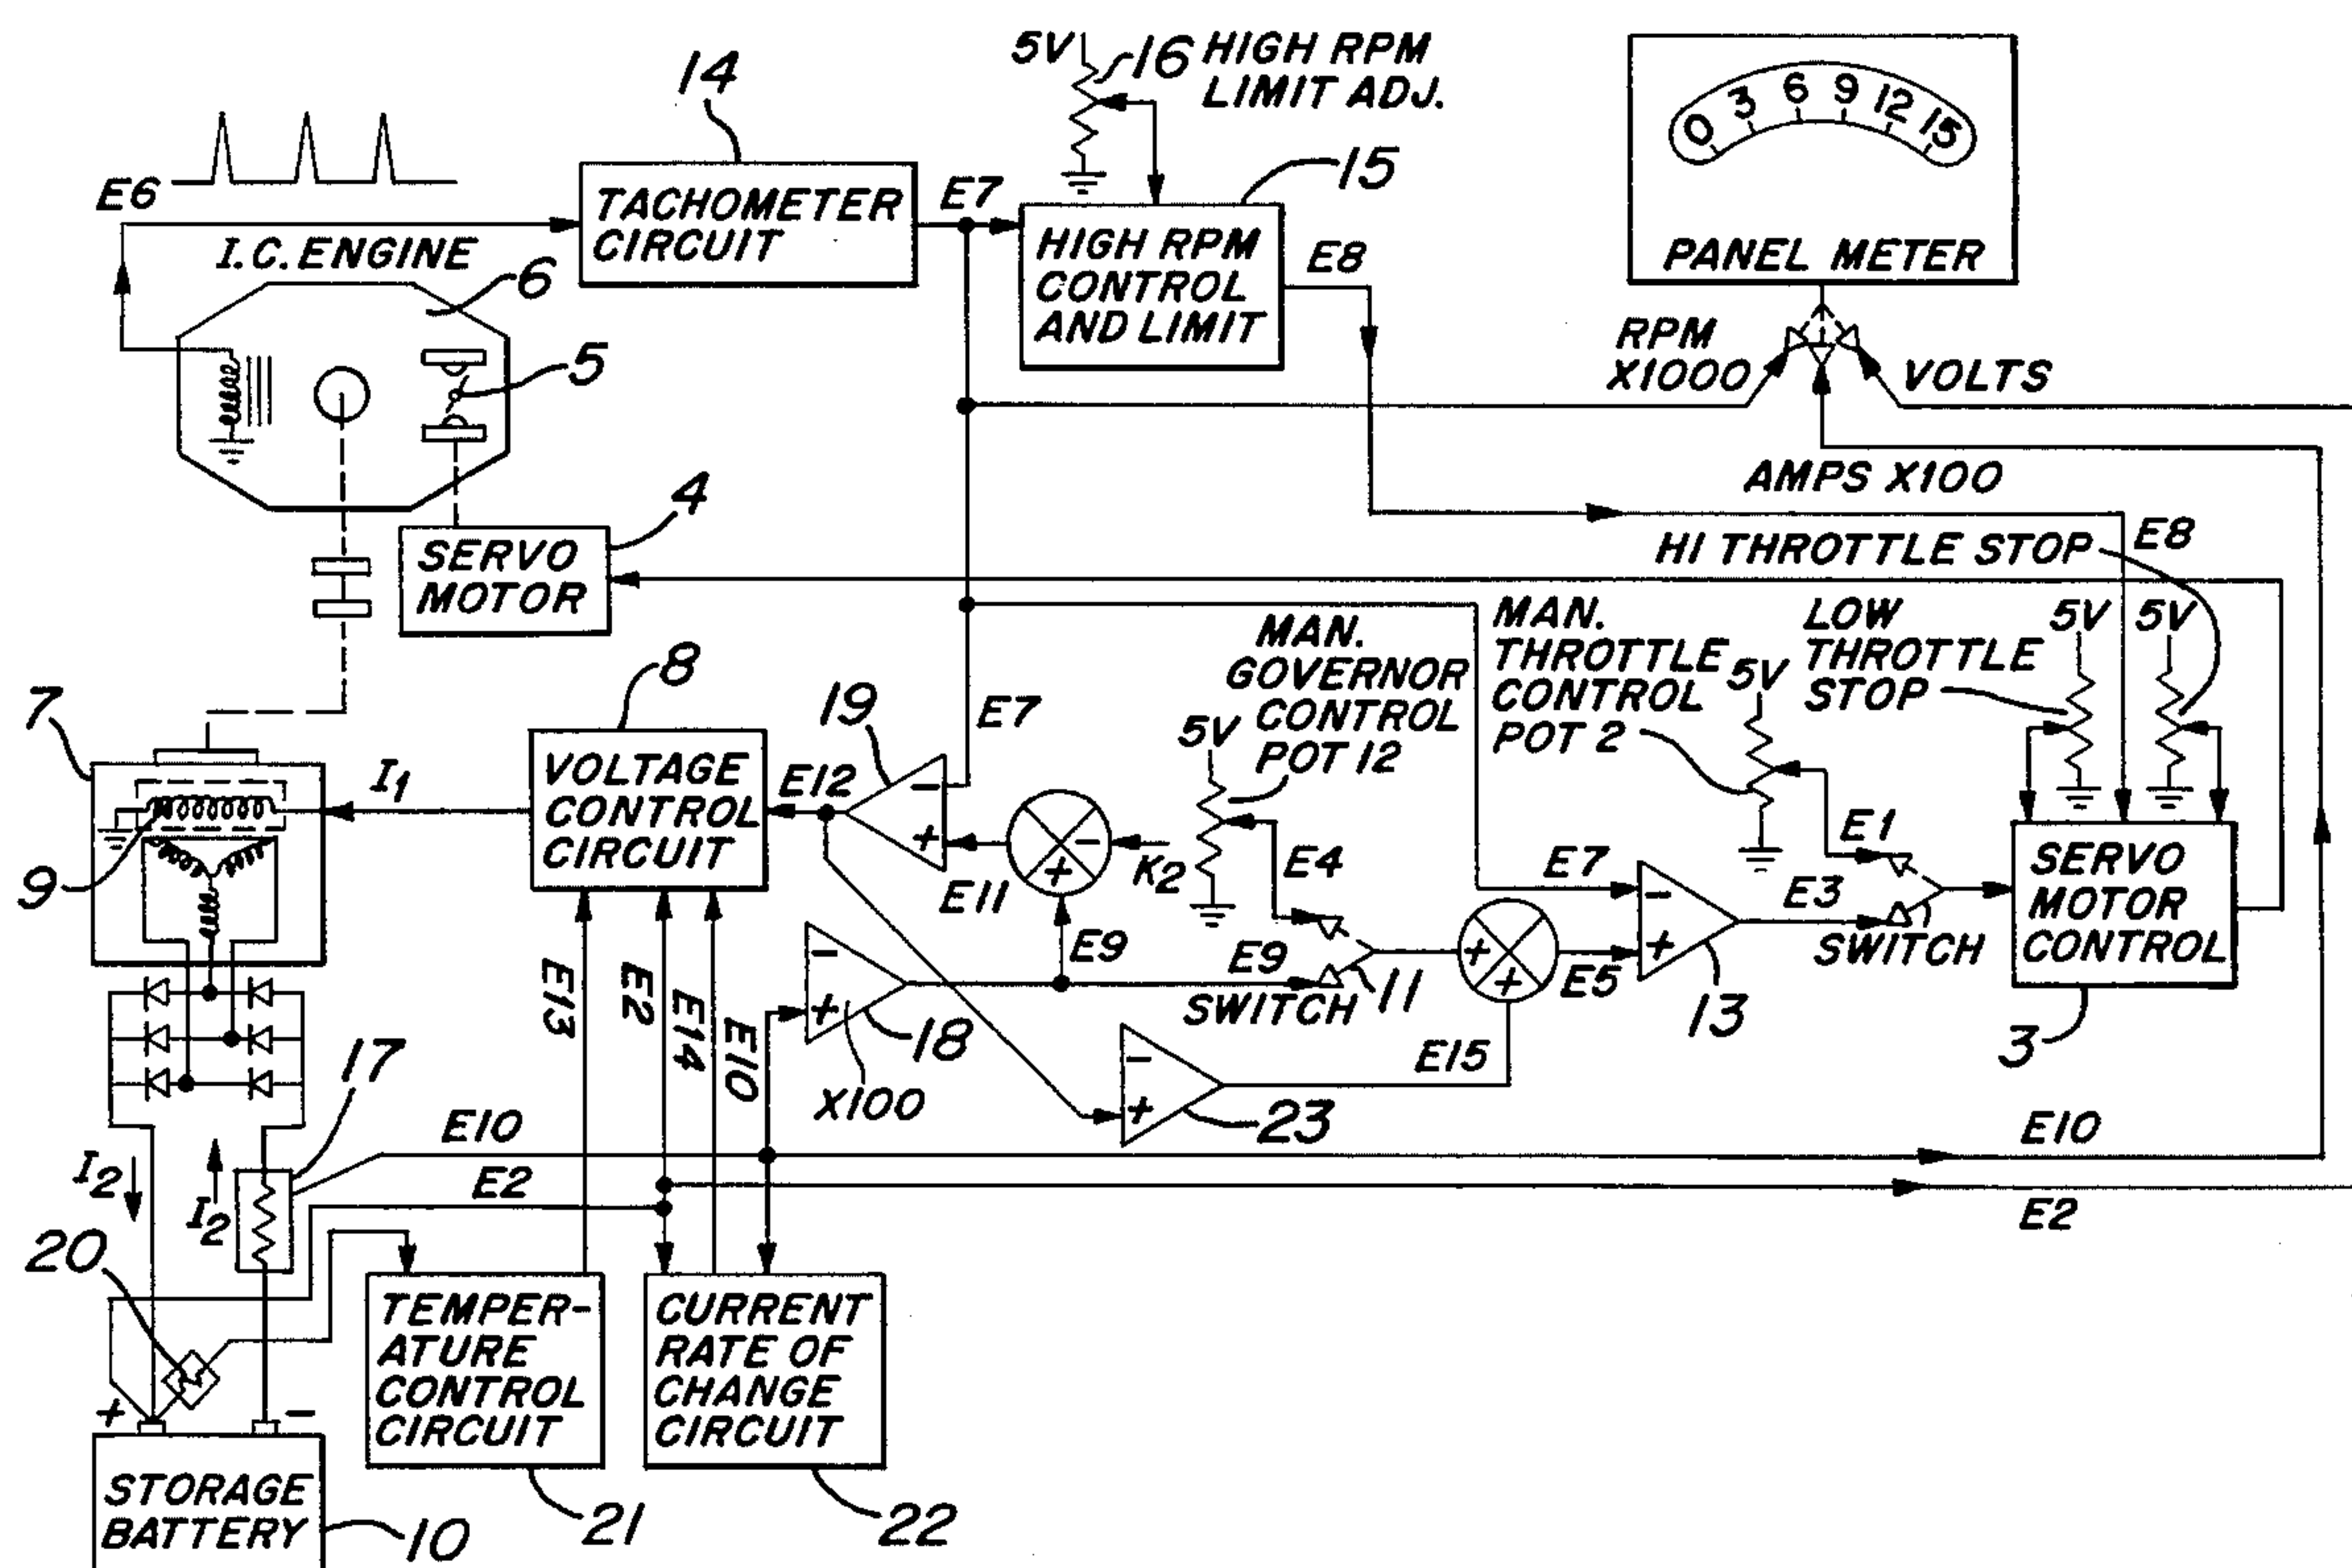 5V
16 HIGH RPM
LIMIT ADJ.
14
0 3 6 9 12 15
PANEL METER
E6
TACHOMETER
CIRCUIT
E7
15
HIGH RPM
CONTROL
AND LIMIT
E8
I.C. ENGINE
6
5
RPM
X1000
VOLTS
AMPS X100
4
SERVO
MOTOR
HI THROTTLE STOP
E8
MAN.
GOVERNOR
CONTROL
POT 12
5V
MAN.
THROTTLE
CONTROL
POT 2
5V
LOW
THROTTLE
STOP
5V
5V
7
8
19
E7
I1
VOLTAGE
CONTROL
CIRCUIT
E12
-
+
-
+
K2
E11
E9
9
E4
E9
SWITCH
11
+
+
E5
E7
-
+
13
E3
E1
SWITCH
SERVO
MOTOR
CONTROL
3
E13
E2
E14
E10
-
+
18
X100
-
+
23
E15
17
E10
E10
I2
I2
E2
E2
20
TEMPER-
ATURE
CONTROL
CIRCUIT
21
CURRENT
RATE OF
CHANGE
CIRCUIT
22
+
-
STORAGE
BATTERY
10